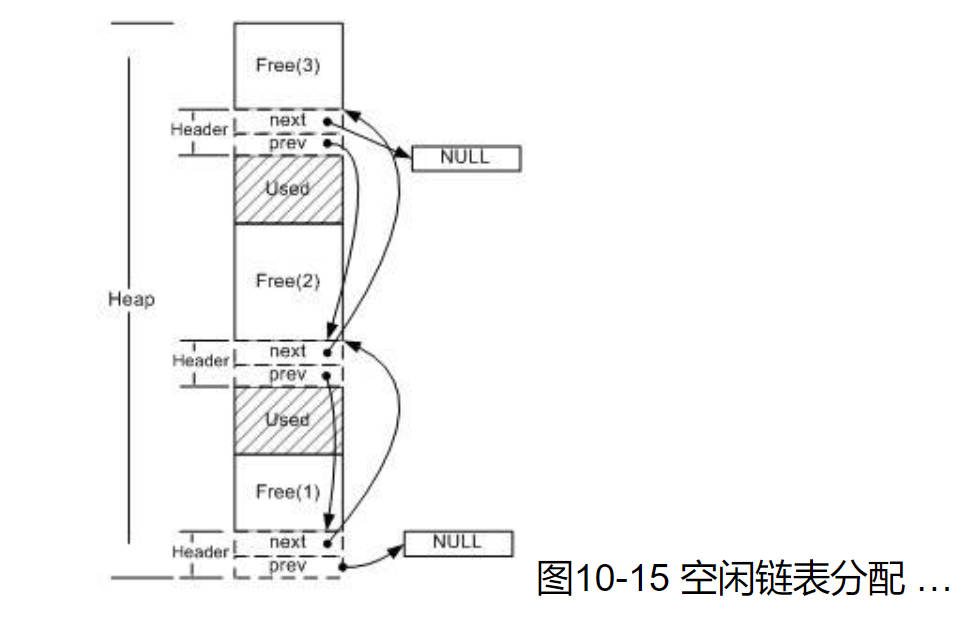 Free(3)
next
Header
prev
NULL
Used
Free(2)
Heap
next
Header
prev
Used
Free(1)
next
NULL
Header
prev
图10-15 空闲链表分配 …